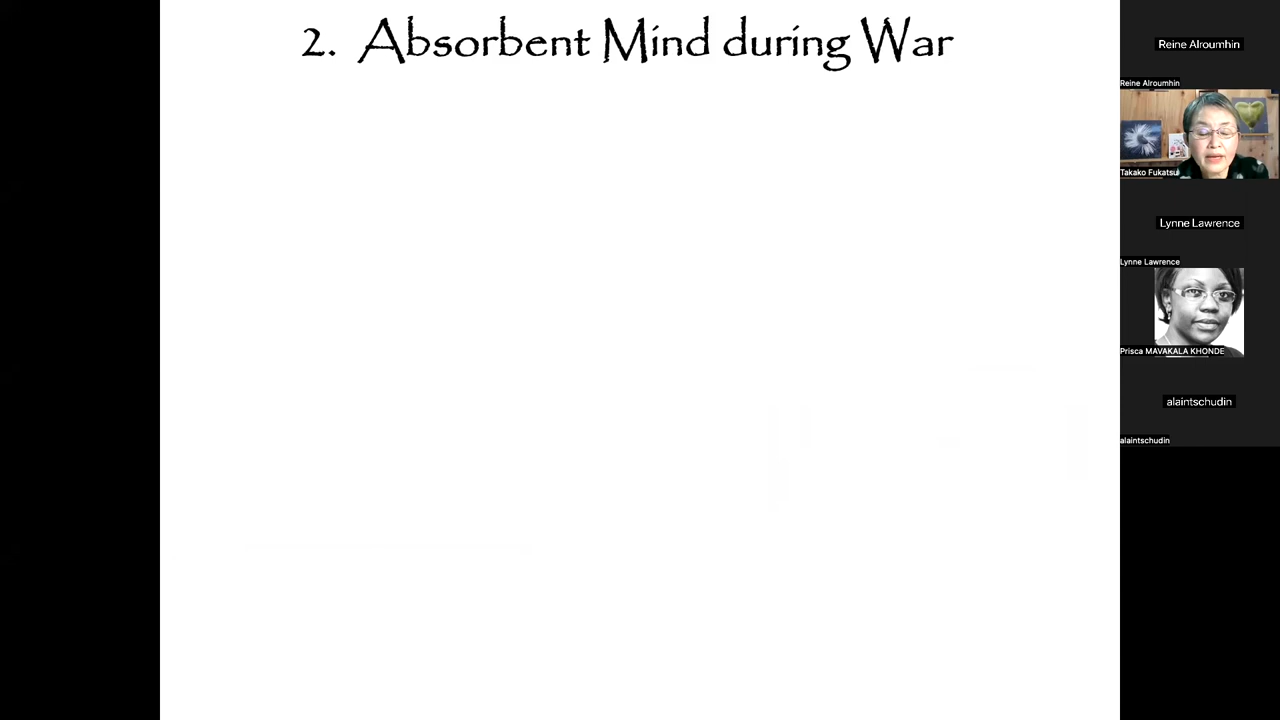 2. Absorbent Mind during War
Reine Alroumhin
Reine Alroumhin
Takako Fukatsu
Lynne Lawrence
Lynne Lawrence
Prisca MAVAKALA KHONDE
alaintschudin
alaintschudin